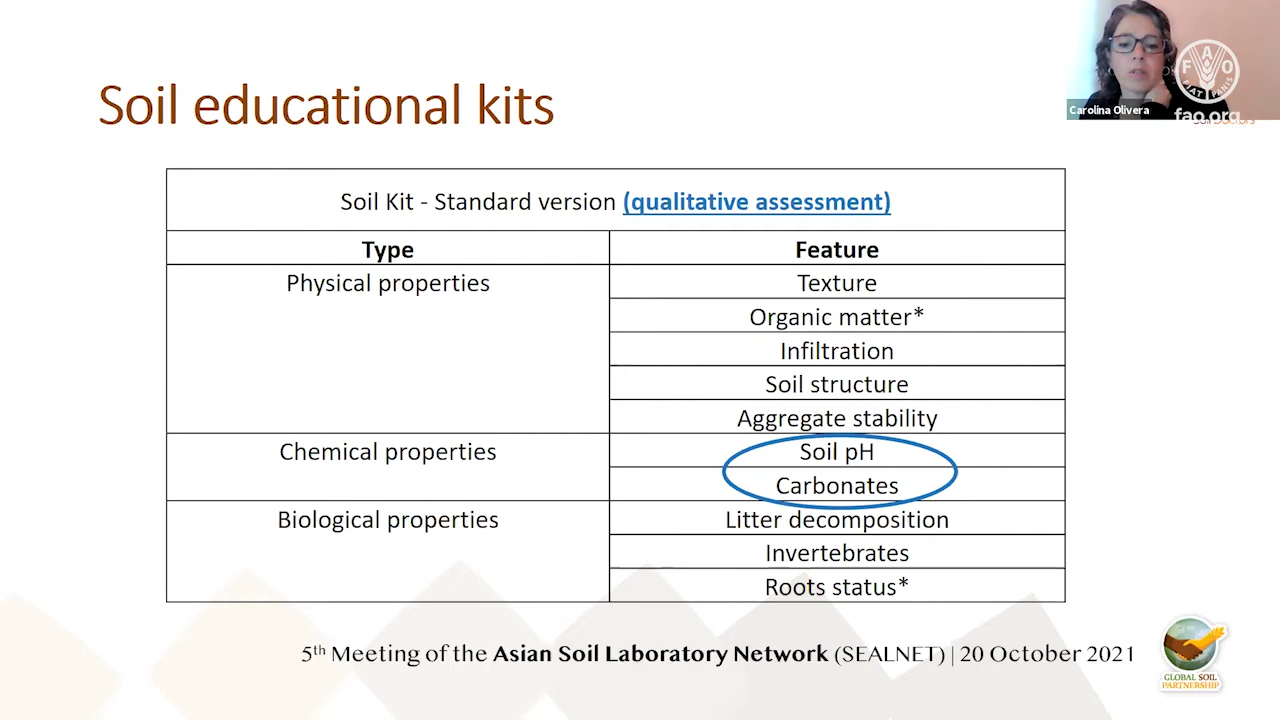 Soil educational kits
Carolina Olivera
F A O
FIAT PANIS
fao.org
Soil Kit - Standard version (qualitative assessment)
Type Feature
Physical properties Texture
Organic matter*
Infiltration
Soil structure
Aggregate stability
Chemical properties Soil pH
Carbonates
Biological properties Litter decomposition
Invertebrates
Roots status*
5th Meeting of the Asian Soil Laboratory Network (SEALNET) | 20 October 2021
GLOBAL SOIL
PARTNERSHIP